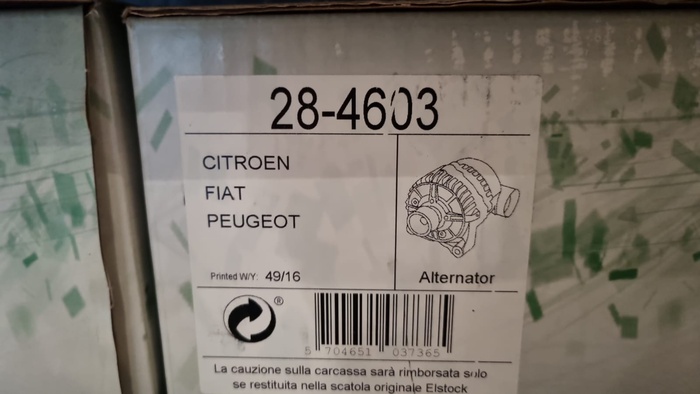 28-4603
CITROEN
FIAT
PEUGEOT
Printed W/Y: 49/16
Alternator
®
5 704651 037365
La cauzione sulla carcassa sarà rimborsata solo
se restituita nella scatola originale Elstock